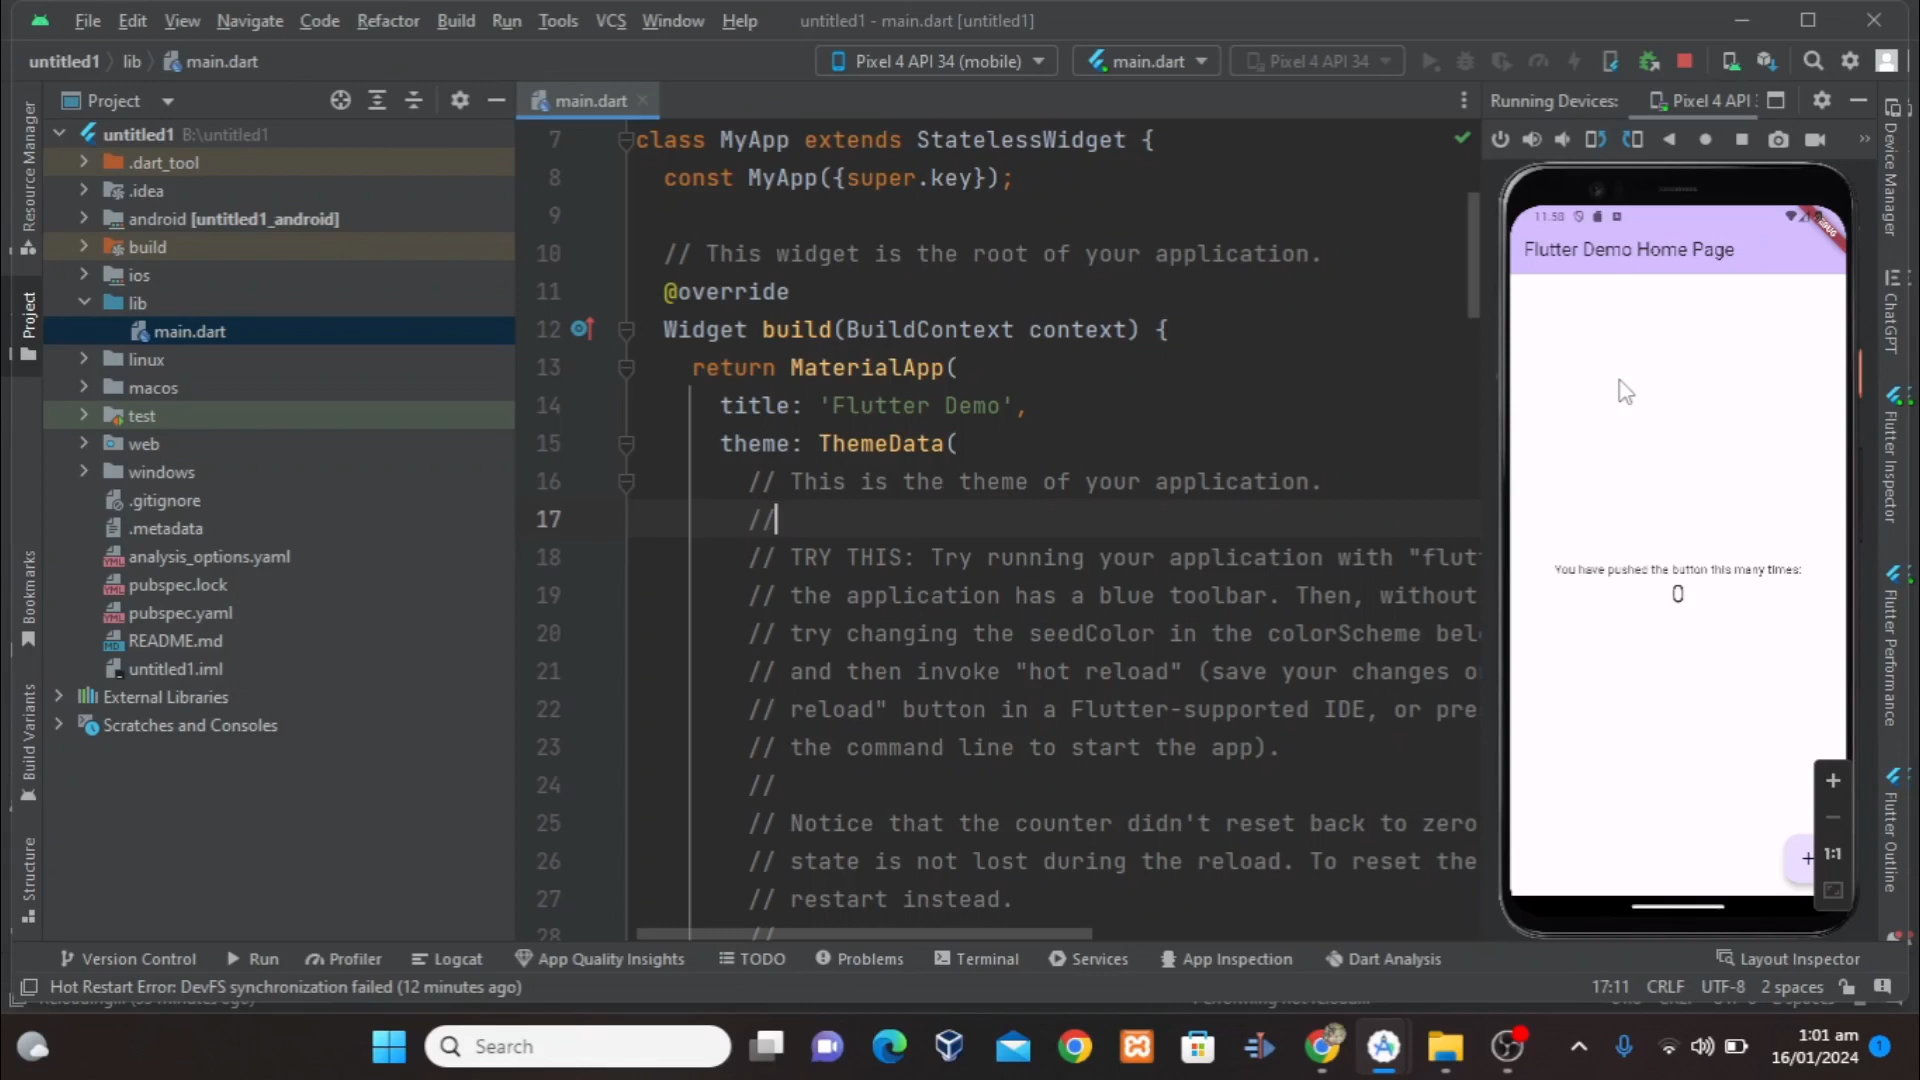 File Edit View Navigate Code Refactor Build Run Tools VCS Window Help untitled1 - main.dart [untitled1]
untitled1 lib main.dart Pixel 4 API 34 (mobile) main.dart Pixel 4 API 34
Project main.dart Running Devices: Pixel 4 API
untitled1 B:\untitled1
.dart_tool
.idea
android [untitled1_android]
build
ios
lib
main.dart
linux
macos
test
web
windows
.gitignore
.metadata
analysis_options.yaml
pubspec.lock
pubspec.yaml
README.md
untitled1.iml
External Libraries
Scratches and Consoles
Resource Manager
Project
Bookmarks
Build Variants
Structure
7 class MyApp extends StatelessWidget {
8 const MyApp({super.key});
9
10 // This widget is the root of your application.
11 @override
12 Widget build(BuildContext context) {
13 return MaterialApp(
14 title: 'Flutter Demo',
15 theme: ThemeData(
16 // This is the theme of your application.
17 //
18 // TRY THIS: Try running your application with "flut
19 // the application has a blue toolbar. Then, without
20 // try changing the seedColor in the colorScheme bel
21 // and then invoke "hot reload" (save your changes o
22 // reload" button in a Flutter-supported IDE, or pre
23 // the command line to start the app).
24 //
25 // Notice that the counter didn't reset back to zero
26 // state is not lost during the reload. To reset the
27 // restart instead.
28 //
11:58
DEBUG
Flutter Demo Home Page
You have pushed the button this many times:
0
+
+
1:1
Device Manager
ChatGPT
Flutter Inspector
Flutter Performance
Flutter Outline
Version Control Run Profiler Logcat App Quality Insights TODO Problems Terminal Services App Inspection Dart Analysis Layout Inspector
Hot Restart Error: DevFS synchronization failed (12 minutes ago) 17:11 CRLF UTF-8 2 spaces
Search
1:01 am
16/01/2024
1